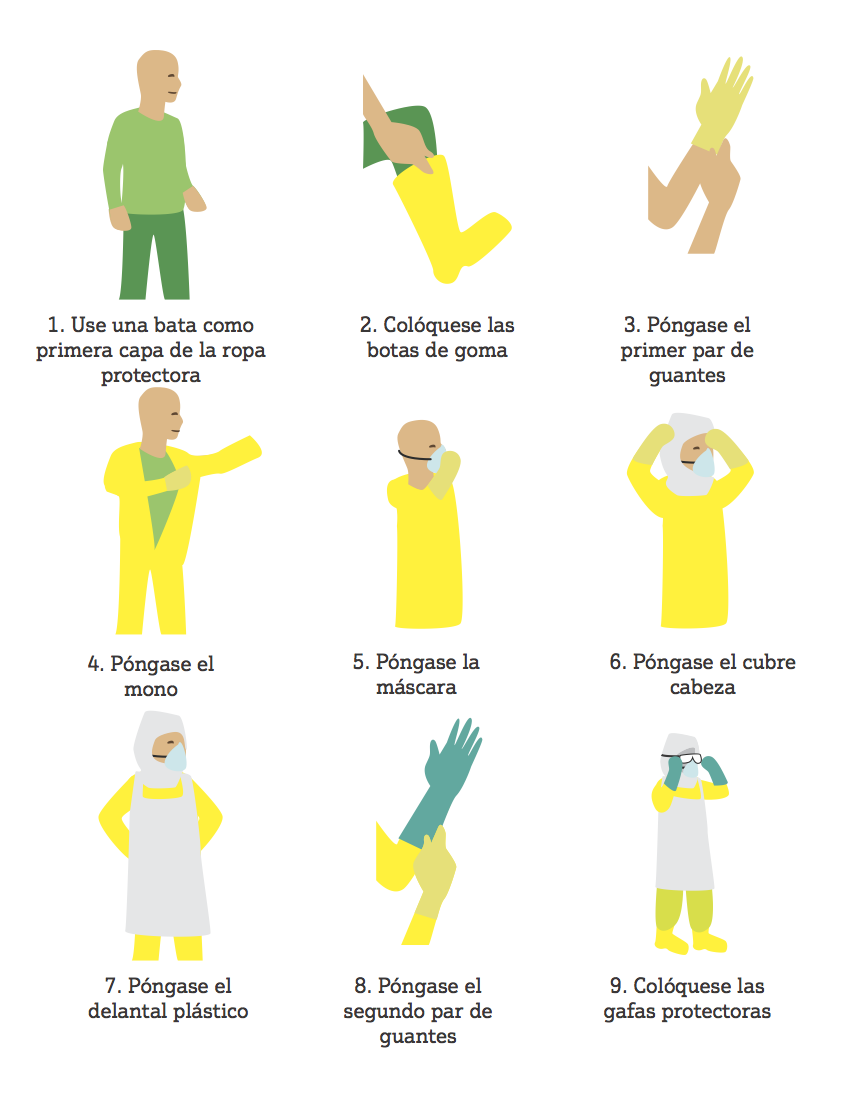 1. Use una bata como
primera capa de la ropa
protectora
2. Colóquese las
botas de goma
3. Póngase el
primer par de
guantes
4. Póngase el
mono
5. Póngase la
máscara
6. Póngase el cubre
cabeza
7. Póngase el
delantal plástico
8. Póngase el
segundo par de
guantes
9. Colóquese las
gafas protectoras